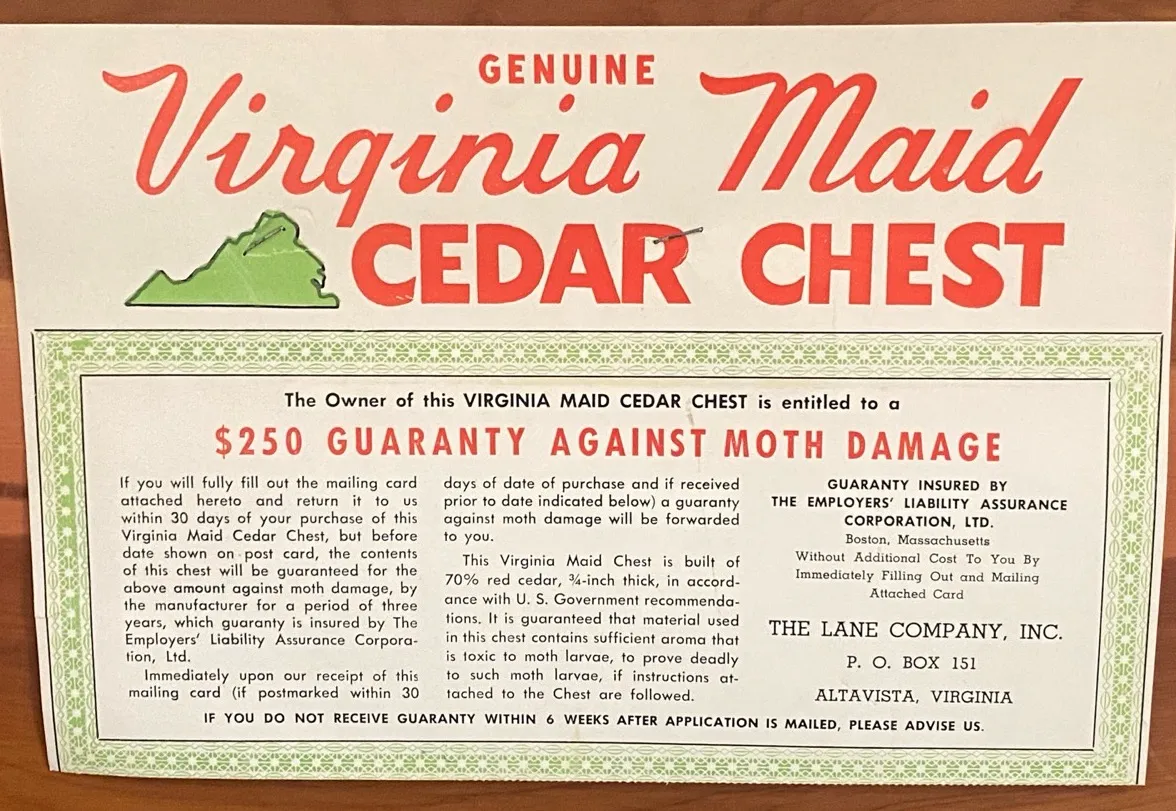 GENUINE
Virginia Maid
CEDAR CHEST
The Owner of this VIRGINIA MAID CEDAR CHEST is entitled to a
$250 GUARANTY AGAINST MOTH DAMAGE
If you will fully fill out the mailing card
attached hereto and return it to us
within 30 days of your purchase of this
Virginia Maid Cedar Chest, but before
date shown on post card, the contents
of this chest will be guaranteed for the
above amount against moth damage, by
the manufacturer for a period of three
years, which guaranty is insured by The
Employers' Liability Assurance Corpora-
tion, Ltd.
Immediately upon our receipt of this
mailing card (if postmarked within 30
days of date of purchase and if received
prior to date indicated below) a guaranty
against moth damage will be forwarded
to you.
This Virginia Maid Chest is built of
70% red cedar, ¾-inch thick, in accord-
ance with U. S. Government recommenda-
tions. It is guaranteed that material used
in this chest contains sufficient aroma that
is toxic to moth larvae, to prove deadly
to such moth larvae, if instructions at-
tached to the Chest are followed.
GUARANTY INSURED BY
THE EMPLOYERS' LIABILITY ASSURANCE
CORPORATION, LTD.
Boston, Massachusetts
Without Additional Cost To You By
Immediately Filling Out and Mailing
Attached Card
THE LANE COMPANY, INC.
P. O. BOX 151
ALTAVISTA, VIRGINIA
IF YOU DO NOT RECEIVE GUARANTY WITHIN 6 WEEKS AFTER APPLICATION IS MAILED, PLEASE ADVISE US.